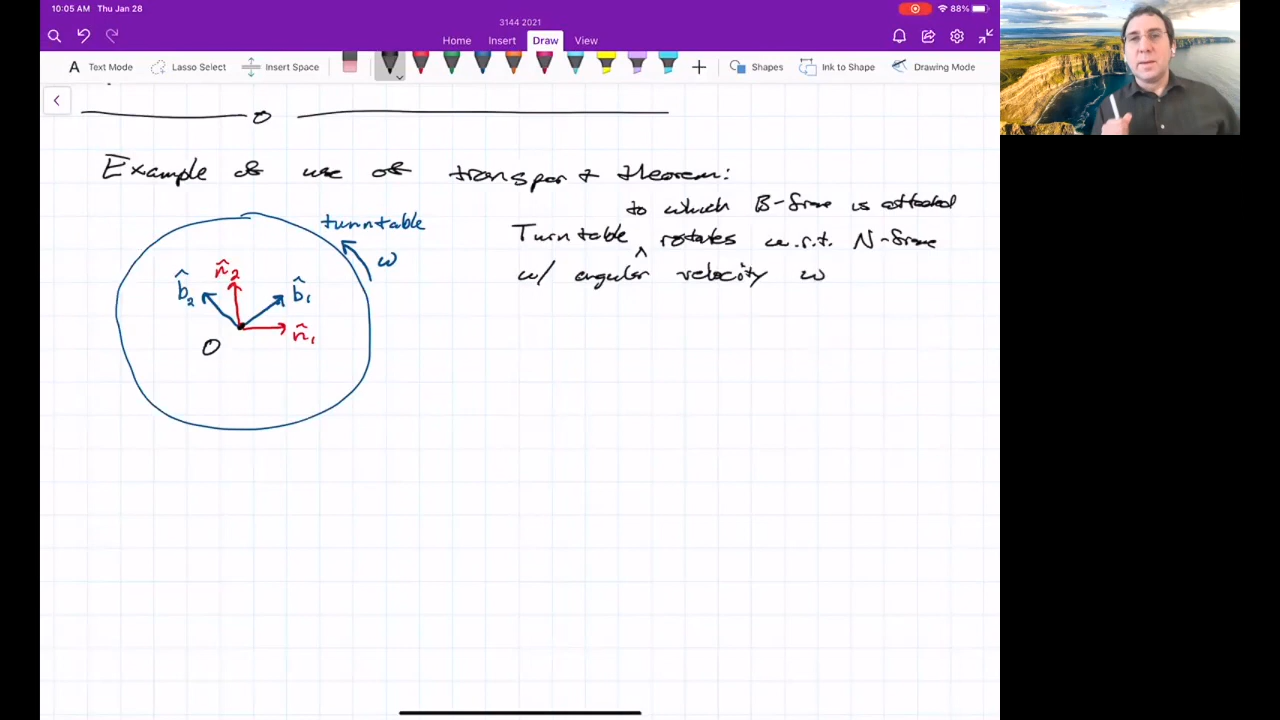 10:05 AM Thu Jan 28
88%
3144 2021
Home Insert Draw View
Text Mode Lasso Select Insert Space Shapes Ink to Shape Drawing Mode
Example of use of transport theorem:
to which B-frame is attached
Turntable ^ rotates w.r.t. N-frame
w/ angular velocity ω
turntable
ω
n̂2
b̂2
b̂1
n̂1
O